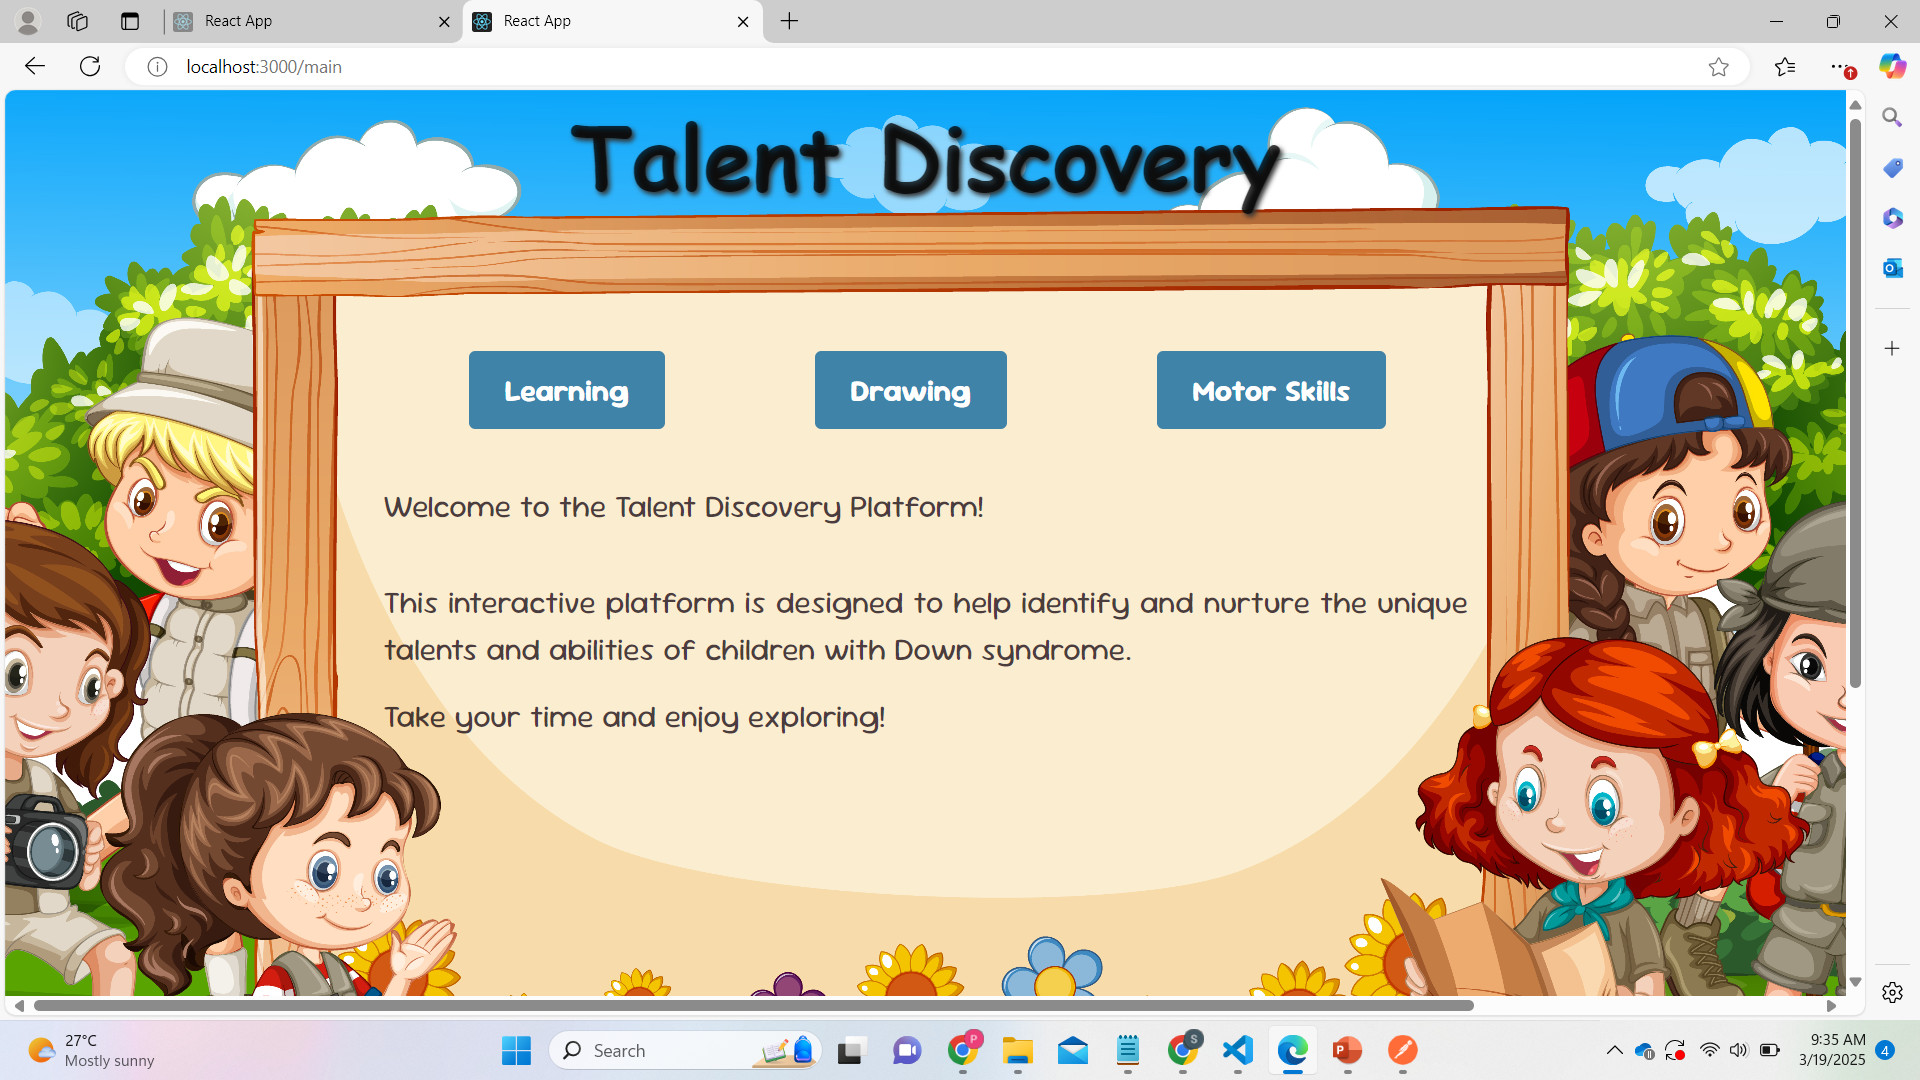 React App
React App
localhost:3000/main
Talent Discovery
Learning
Drawing
Motor Skills
Welcome to the Talent Discovery Platform!
This interactive platform is designed to help identify and nurture the unique
talents and abilities of children with Down syndrome.
Take your time and enjoy exploring!
27°C
Mostly sunny
Search
P
S
P
9:35 AM
3/19/2025
4